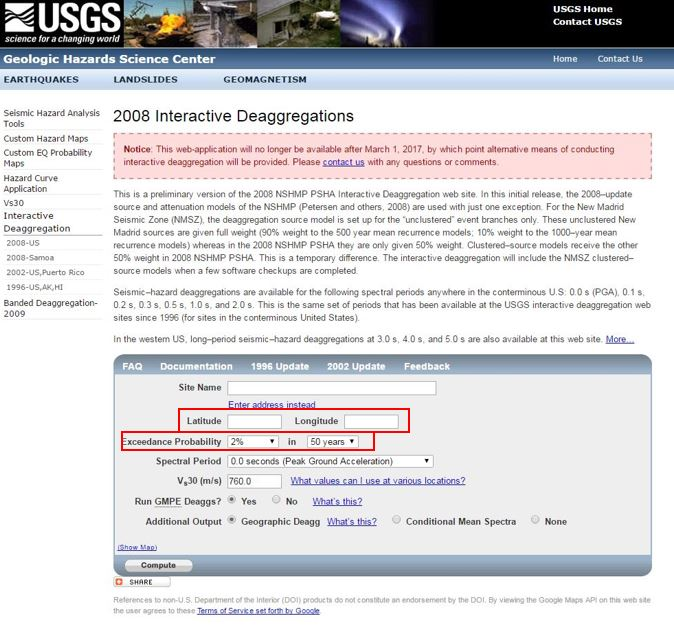 USGS
science for a changing world
USGS Home
Contact USGS
Geologic Hazards Science Center
Home Contact Us
EARTHQUAKES LANDSLIDES GEOMAGNETISM
Seismic Hazard Analysis
Tools
Custom Hazard Maps
Custom EQ Probability
Maps
Hazard Curve
Application
Vs30
Interactive
Deaggregation
2008-US
2008-Samoa
2002-US,Puerto Rico
1996-US,AK,HI
Banded Deaggregation-
2009
2008 Interactive Deaggregations
Notice: This web-application will no longer be available after March 1, 2017, by which point alternative means of conducting
interactive deaggregation will be provided. Please contact us with any questions or comments.
This is a preliminary version of the 2008 NSHMP PSHA Interactive Deaggregation web site. In this initial release, the 2008–update
source and attenuation models of the NSHMP (Petersen and others, 2008) are used with just one exception. For the New Madrid
Seismic Zone (NMSZ), the deaggregation source model is set up for the “unclustered” event branches only. These unclustered New
Madrid sources are given full weight (90% weight to the 500 year mean recurrence models; 10% weight to the 1000–year mean
recurrence models) whereas in the 2008 NSHMP PSHA they are only given 50% weight. Clustered–source models receive the other
50% weight in 2008 NSHMP PSHA. This is a temporary difference. The interactive deaggregation will include the NMSZ clustered–
source models when a few software checkups are completed.
Seismic–hazard deaggregations are available for the following spectral periods anywhere in the conterminous U.S: 0.0 s (PGA), 0.1 s,
0.2 s, 0.3 s, 0.5 s, 1.0 s, and 2.0 s. This is the same set of periods that has been available at the USGS interactive deaggregation web
sites since 1996 (for sites in the conterminous United States).
In the western US, long–period seismic–hazard deaggregations at 3.0 s, 4.0 s, and 5.0 s are also available at this web site. More...
FAQ Documentation 1996 Update 2002 Update Feedback
Site Name
Enter address instead
Latitude Longitude
Exceedance Probability 2% in 50 years
Spectral Period 0.0 seconds (Peak Ground Acceleration)
Vs30 (m/s) 760.0 What values can I use at various locations?
Run GMPE Deaggs? Yes No What's this?
Additional Output Geographic Deagg What's this? Conditional Mean Spectra None
(Show Map)
Compute
SHARE
References to non-U.S. Department of the Interior (DOI) products do not constitute an endorsement by the DOI. By viewing the Google Maps API on this web site
the user agrees to these Terms of Service set forth by Google.